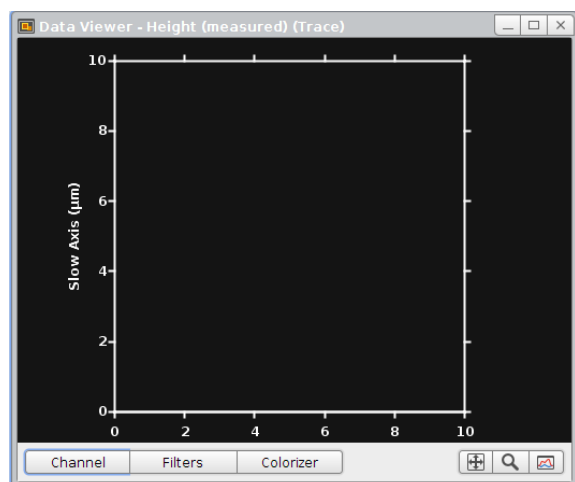 Data Viewer - Height (measured) (Trace)
10
8
6
Slow Axis (µm)
4
2
0
0 2 4 6 8 10
Channel Filters Colorizer